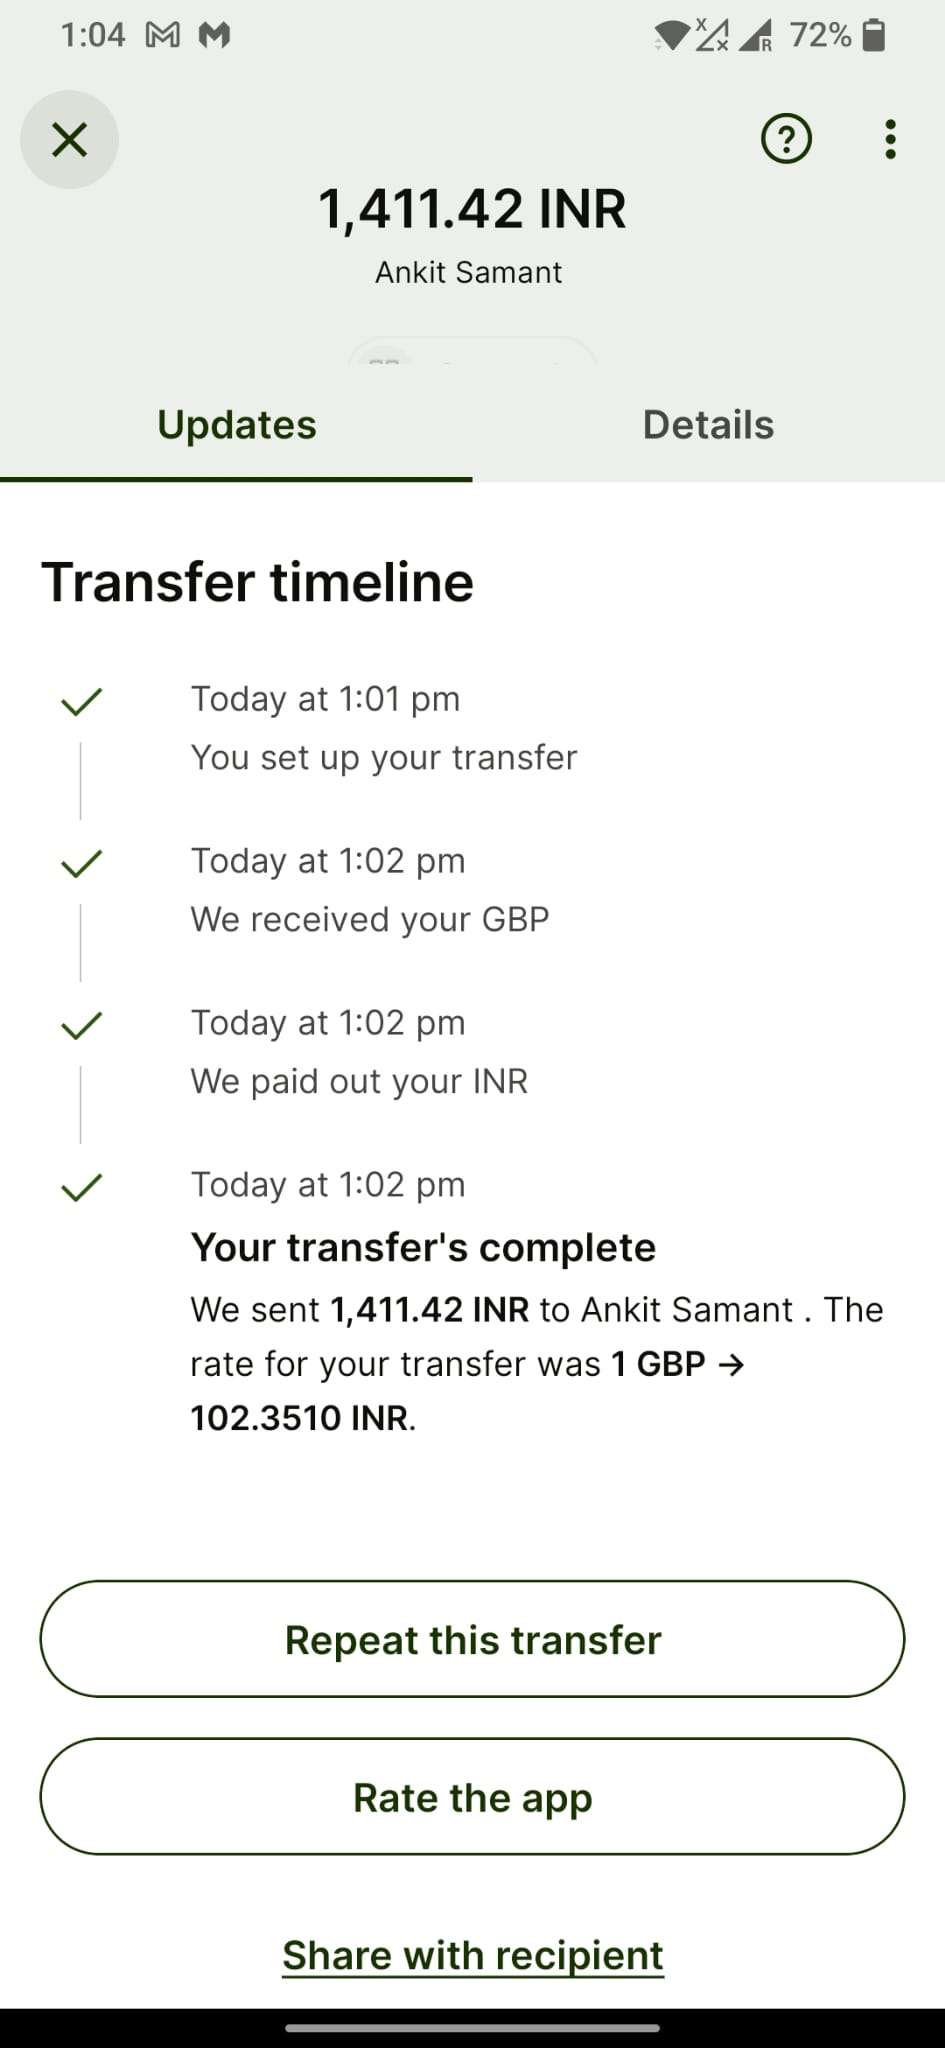 1:04
R 72%
1,411.42 INR
Ankit Samant
Updates Details
Transfer timeline
Today at 1:01 pm
You set up your transfer
Today at 1:02 pm
We received your GBP
Today at 1:02 pm
We paid out your INR
Today at 1:02 pm
Your transfer's complete
We sent 1,411.42 INR to Ankit Samant . The
rate for your transfer was 1 GBP →
102.3510 INR.
Repeat this transfer
Rate the app
Share with recipient